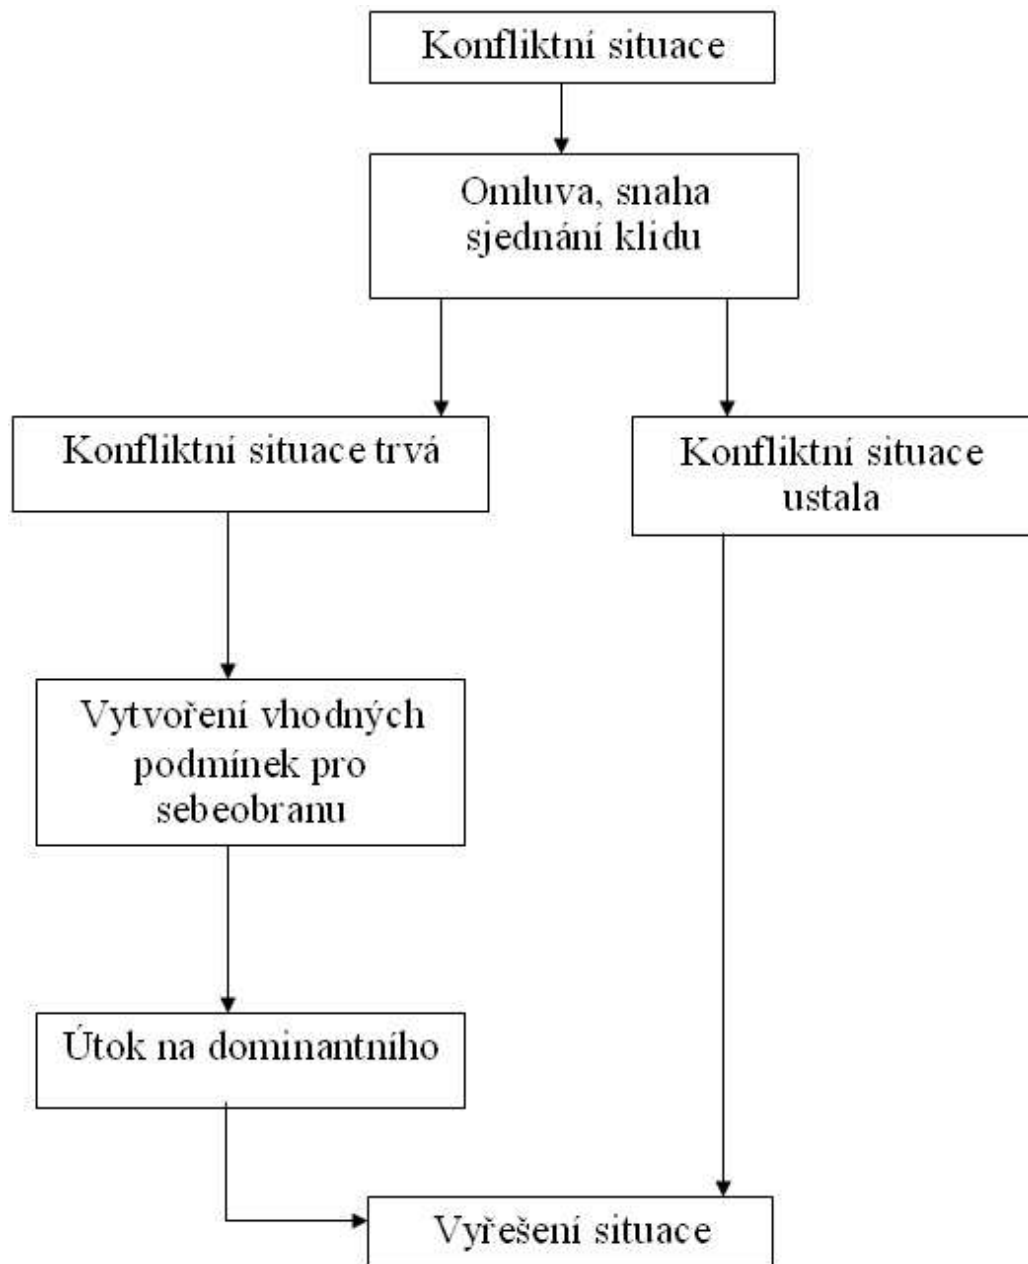 Konfliktní situace
Omluva, snaha
sjednání klidu
Konfliktní situace trvá
Konfliktní situace
ustala
Vytvoření vhodných
podmínek pro
sebeobranu
Útok na dominantního
Vyřešení situace